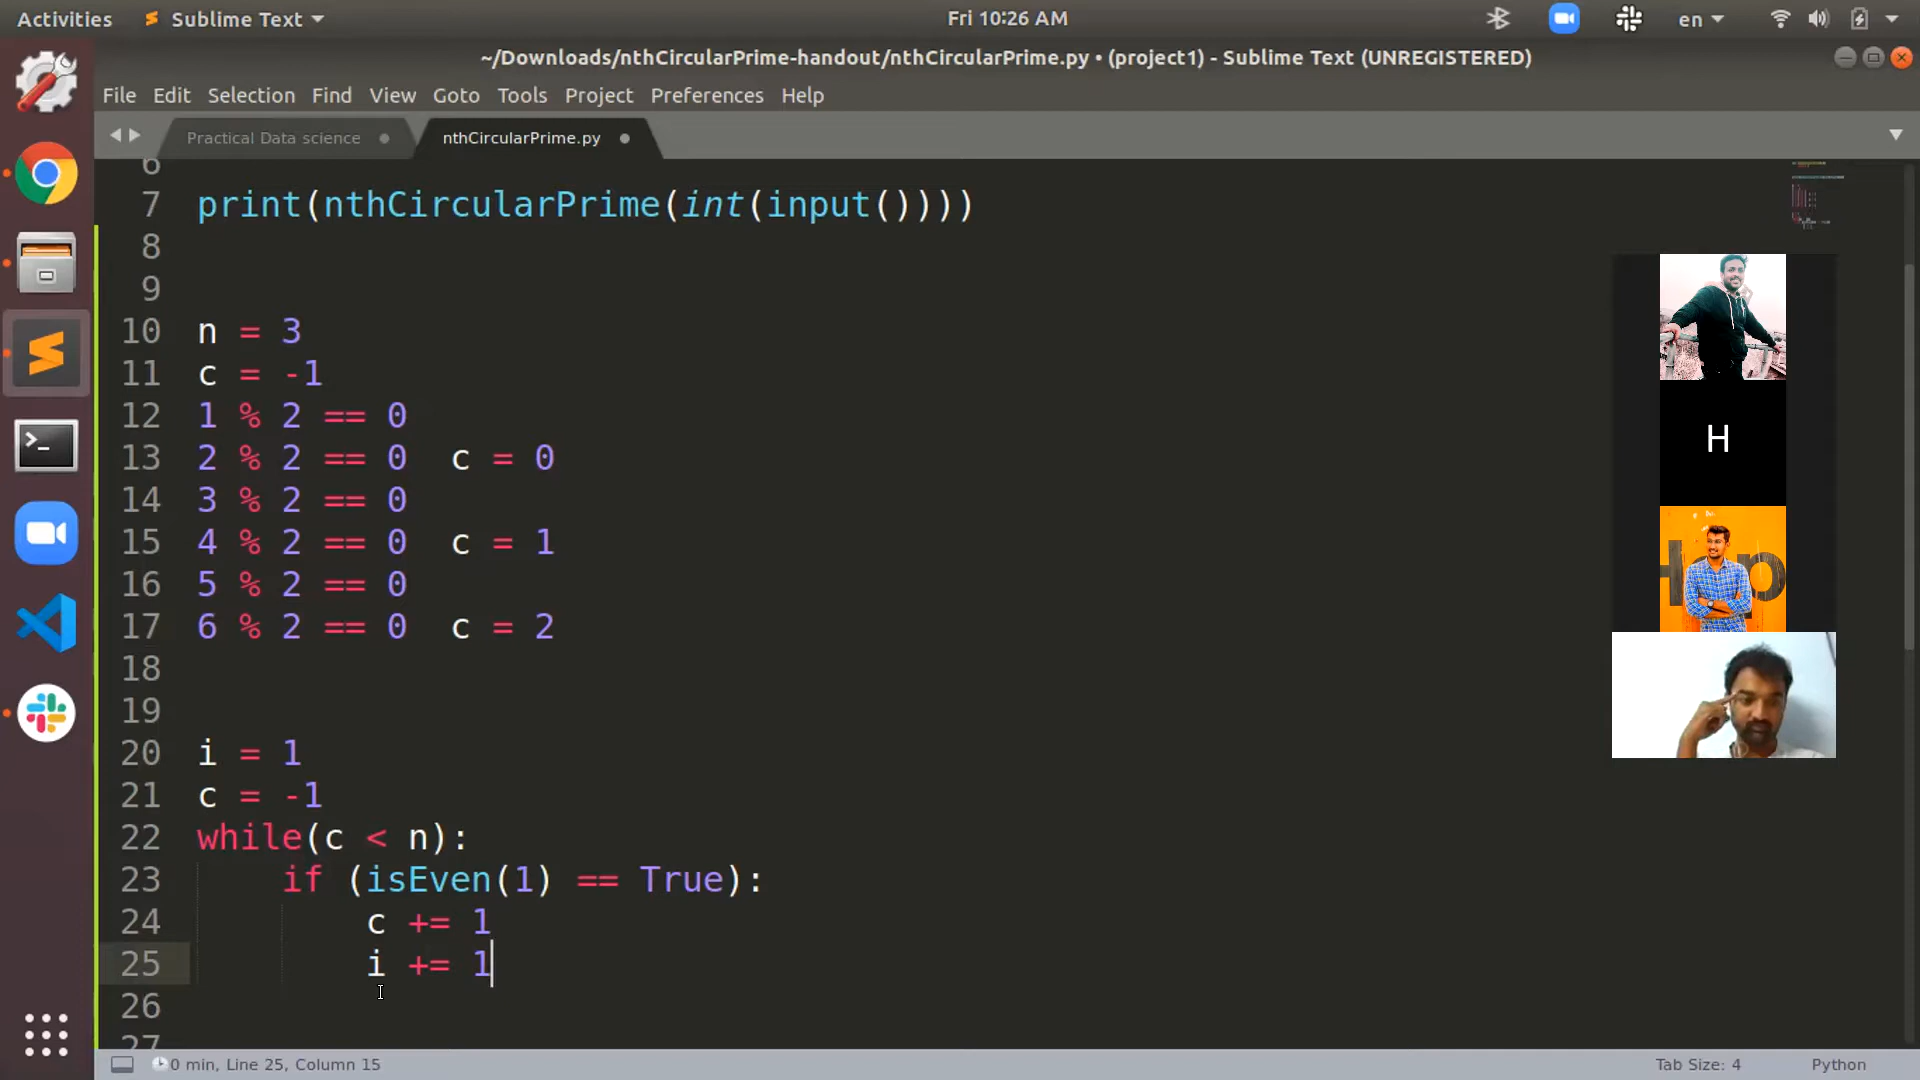 Activities Sublime Text Fri 10:26 AM en
~/Downloads/nthCircularPrime-handout/nthCircularPrime.py • (project1) - Sublime Text (UNREGISTERED)
File Edit Selection Find View Goto Tools Project Preferences Help
Practical Data science nthCircularPrime.py
6
7 print(nthCircularPrime(int(input())))
8
9
10 n = 3
11 c = -1
12 1 % 2 == 0
13 2 % 2 == 0 c = 0
14 3 % 2 == 0
15 4 % 2 == 0 c = 1
16 5 % 2 == 0
17 6 % 2 == 0 c = 2
18
19
20 i = 1
21 c = -1
22 while(c < n):
23 if (isEven(1) == True):
24 c += 1
25 i += 1
26
27
H
0 min, Line 25, Column 15 Tab Size: 4 Python